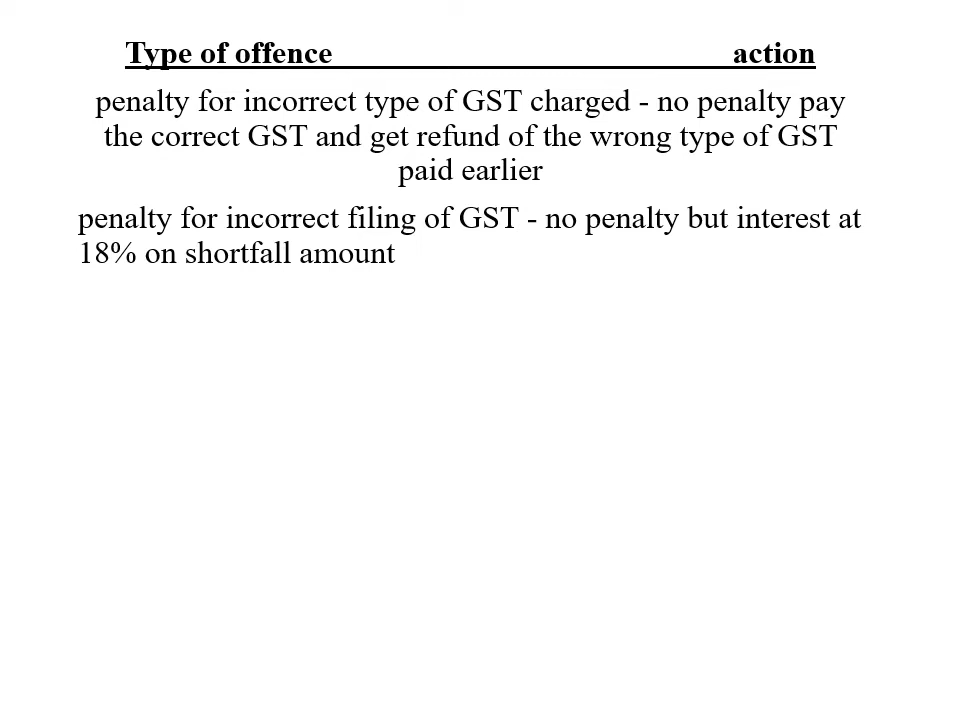 Type of offence action
penalty for incorrect type of GST charged - no penalty pay
the correct GST and get refund of the wrong type of GST
paid earlier
penalty for incorrect filing of GST - no penalty but interest at
18% on shortfall amount